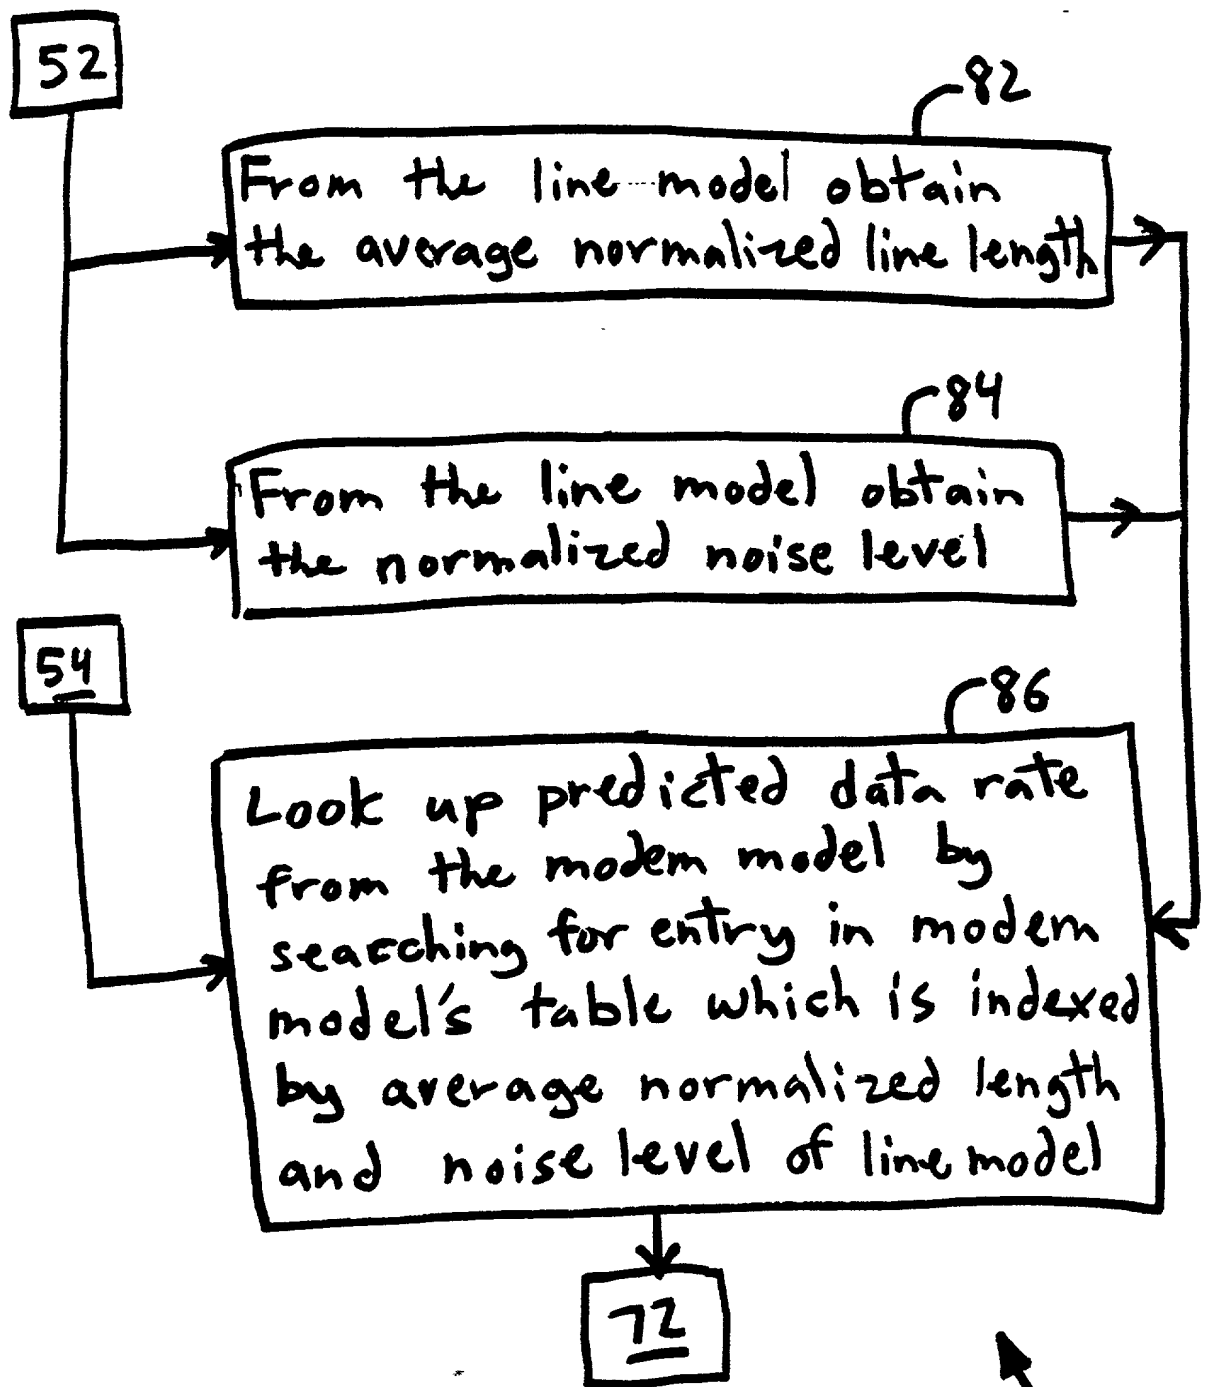 52
82
From the line model obtain
the average normalized line length
84
From the line model obtain
the normalized noise level
54
86
Look up predicted data rate
from the modem model by
searching for entry in modem
model's table which is indexed
by average normalized length
and noise level of line model
72